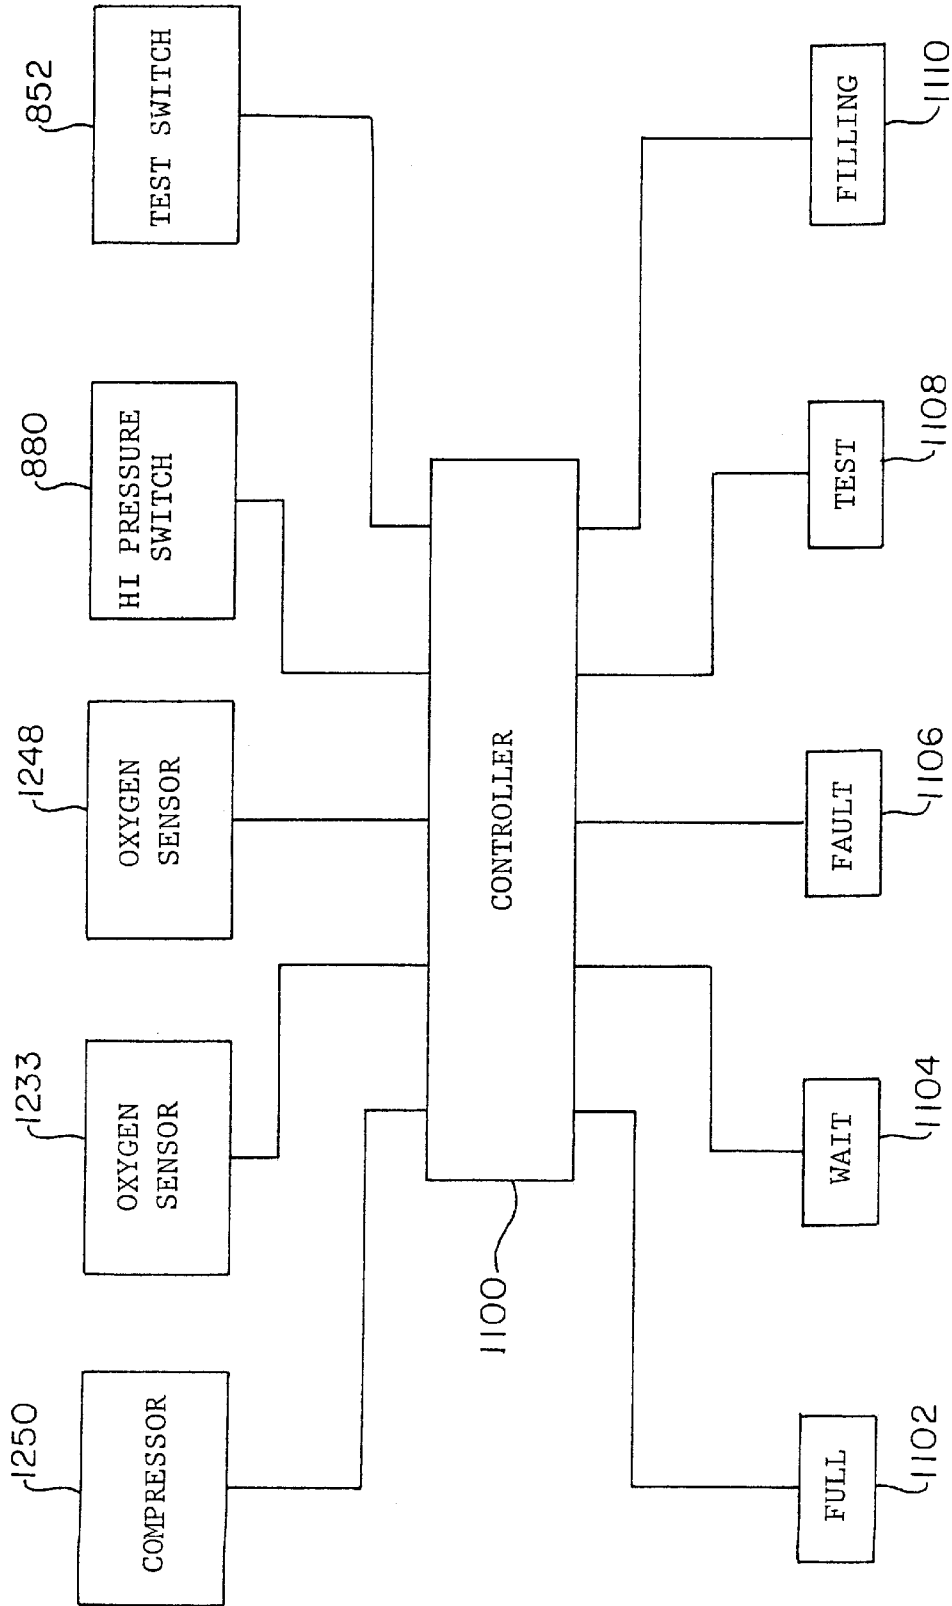 1250
COMPRESSOR
1233
OXYGEN
SENSOR
1248
OXYGEN
SENSOR
880
HI PRESSURE
SWITCH
852
TEST SWITCH
CONTROLLER
1100
FULL
1102
WAIT
1104
FAULT
1106
TEST
1108
FILLING
1110